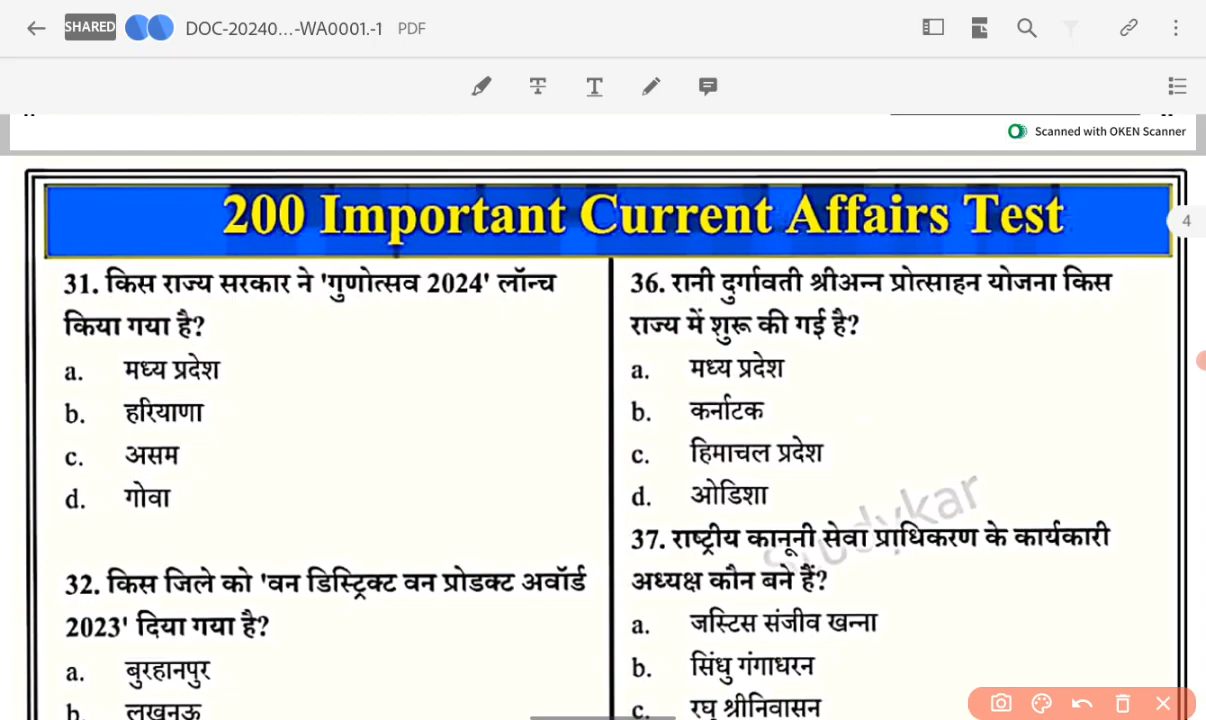 SHARED
DOC-20240...-WA0001.-1 PDF
Scanned with OKEN Scanner
4
200 Important Current Affairs Test
31. किस राज्य सरकार ने 'गुणोत्सव 2024' लॉन्च
किया गया है?
a. मध्य प्रदेश
b. हरियाणा
c. असम
d. गोवा
32. किस जिले को 'वन डिस्ट्रिक्ट वन प्रोडक्ट अवॉर्ड
2023' दिया गया है?
a. बुरहानपुर
b. लखनऊ
36. रानी दुर्गावती श्रीअन्न प्रोत्साहन योजना किस
राज्य में शुरू की गई है?
a. मध्य प्रदेश
b. कर्नाटक
c. हिमाचल प्रदेश
d. ओडिशा
37. राष्ट्रीय कानूनी सेवा प्राधिकरण के कार्यकारी
अध्यक्ष कौन बने हैं?
a. जस्टिस संजीव खन्ना
b. सिंधु गंगाधरन
c. रघु श्रीनिवासन
Studykar